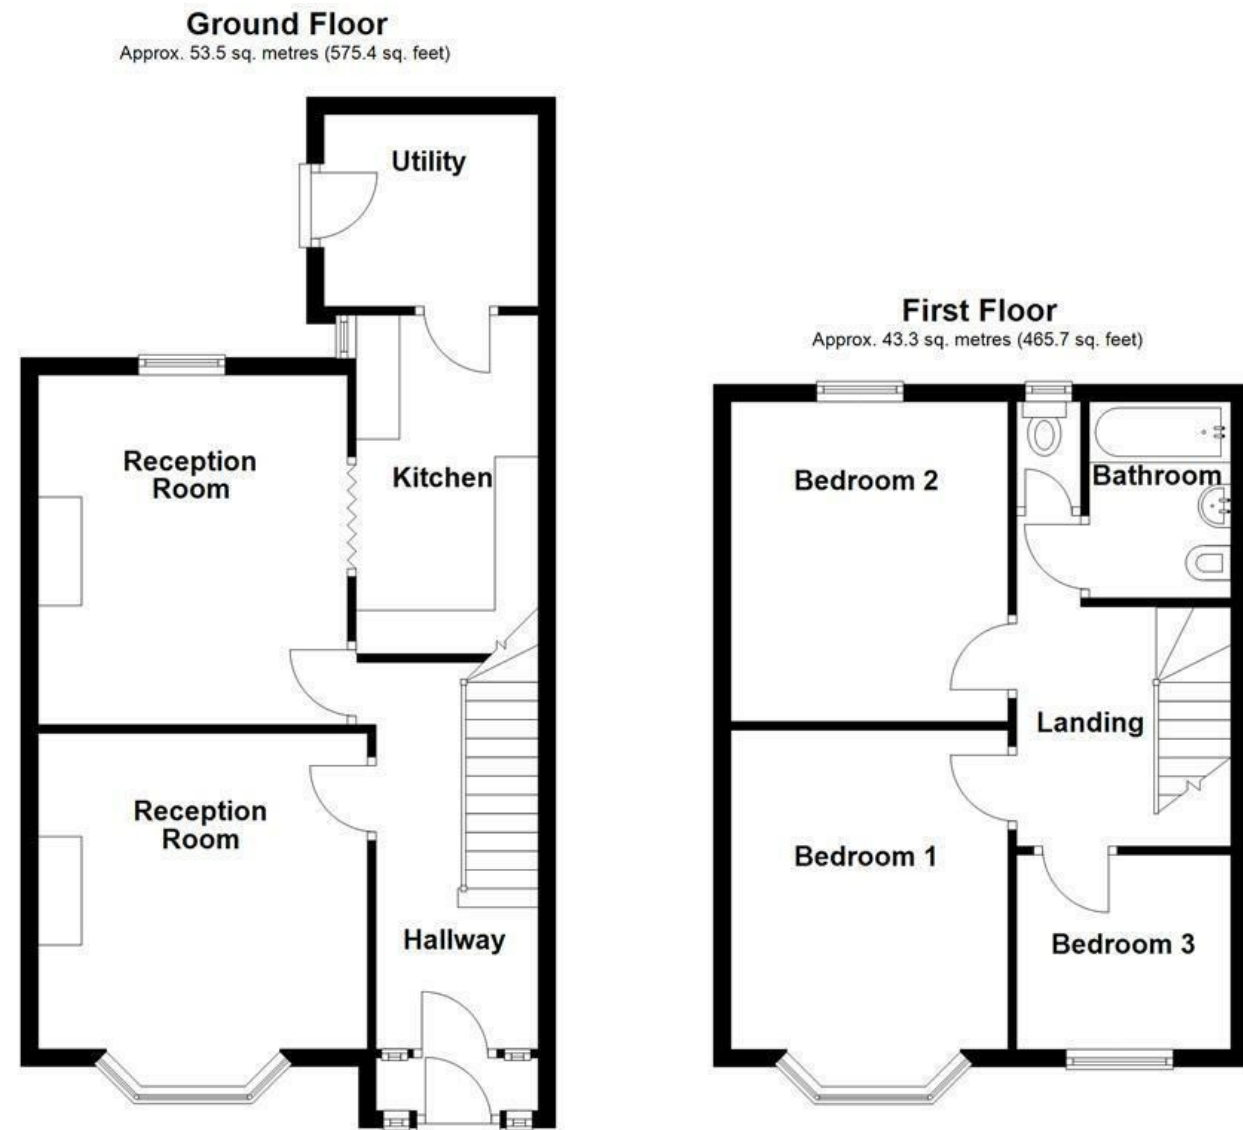 Ground Floor
Approx. 53.5 sq. metres (575.4 sq. feet)
Utility
Reception
Room
Kitchen
Reception
Room
Hallway
First Floor
Approx. 43.3 sq. metres (465.7 sq. feet)
Bedroom 2
Bathroom
Landing
Bedroom 1
Bedroom 3